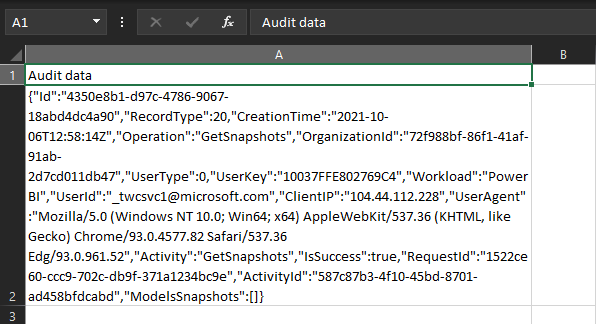 A1
Audit data
A
B
1
Audit data
{"Id":"4350e8b1-d97c-4786-9067-
18abd4dc4a90","RecordType":20,"CreationTime":"2021-10-
06T12:58:14Z","Operation":"GetSnapshots","OrganizationId":"72f988bf-86f1-41af-
91ab-
2d7cd011db47","UserType":0,"UserKey":"10037FFE802769C4","Workload":"Power
BI","UserId":"_twcsvc1@microsoft.com","ClientIP":"104.44.112.228","UserAgent"
:"Mozilla/5.0 (Windows NT 10.0; Win64; x64) AppleWebKit/537.36 (KHTML, like
Gecko) Chrome/93.0.4577.82 Safari/537.36
Edg/93.0.961.52","Activity":"GetSnapshots","IsSuccess":true,"RequestId":"1522ce
60-ccc9-702c-db9f-371a1234bc9e","ActivityId":"587c87b3-4f10-45bd-8701-
2
ad458bfdcabd","ModelsSnapshots":[]}
3